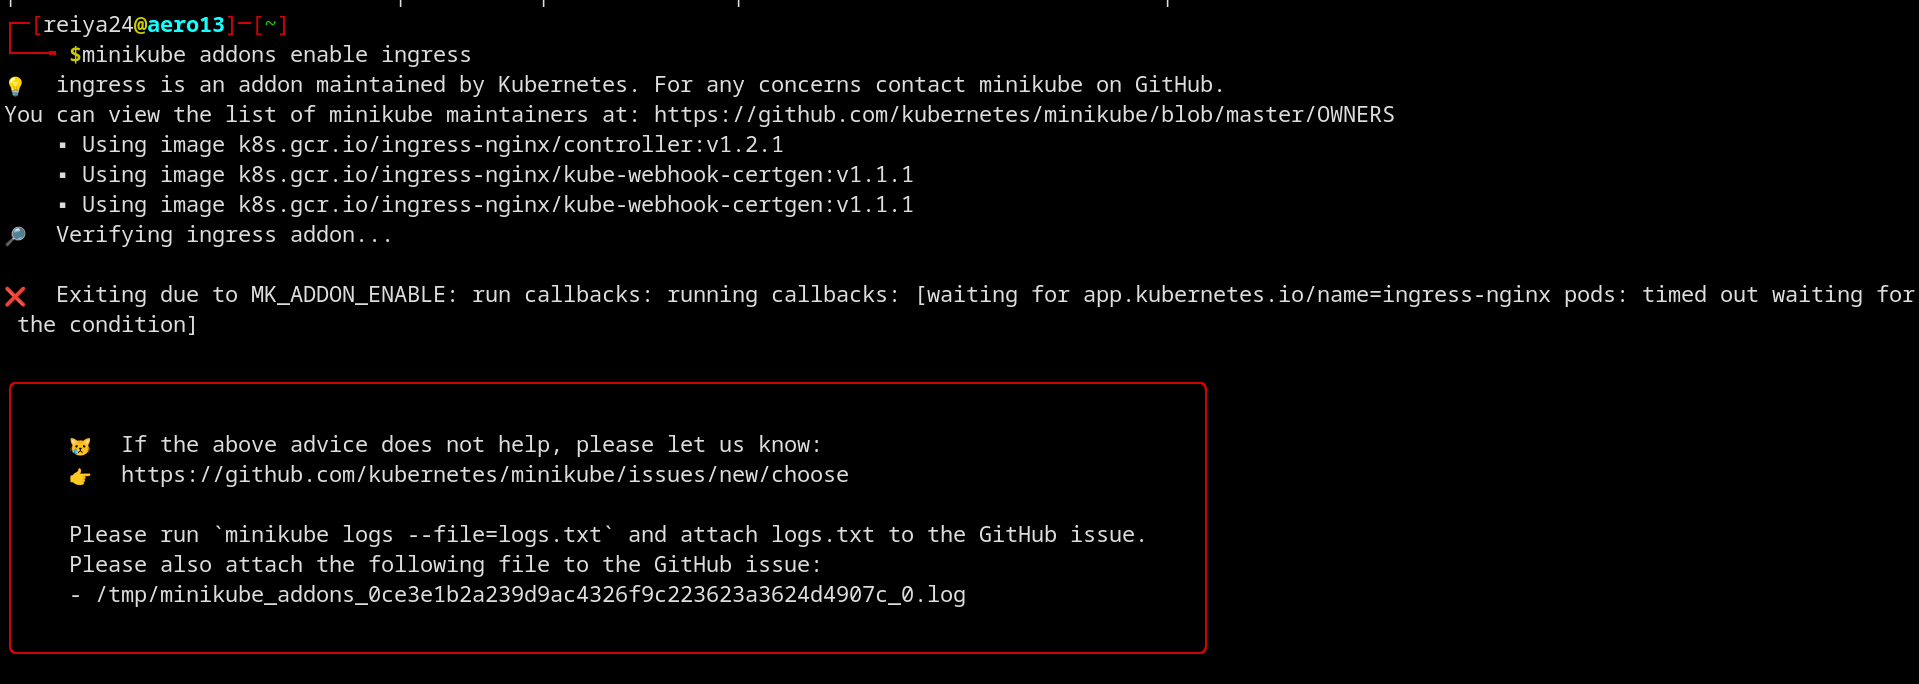 [reiya24@aero13]─[~]
$minikube addons enable ingress
ingress is an addon maintained by Kubernetes. For any concerns contact minikube on GitHub.
You can view the list of minikube maintainers at: https://github.com/kubernetes/minikube/blob/master/OWNERS
▪ Using image k8s.gcr.io/ingress-nginx/controller:v1.2.1
▪ Using image k8s.gcr.io/ingress-nginx/kube-webhook-certgen:v1.1.1
▪ Using image k8s.gcr.io/ingress-nginx/kube-webhook-certgen:v1.1.1
Verifying ingress addon...
Exiting due to MK_ADDON_ENABLE: run callbacks: running callbacks: [waiting for app.kubernetes.io/name=ingress-nginx pods: timed out waiting for
the condition]
If the above advice does not help, please let us know:
https://github.com/kubernetes/minikube/issues/new/choose
Please run `minikube logs --file=logs.txt` and attach logs.txt to the GitHub issue.
Please also attach the following file to the GitHub issue:
- /tmp/minikube_addons_0ce3e1b2a239d9ac4326f9c223623a3624d4907c_0.log